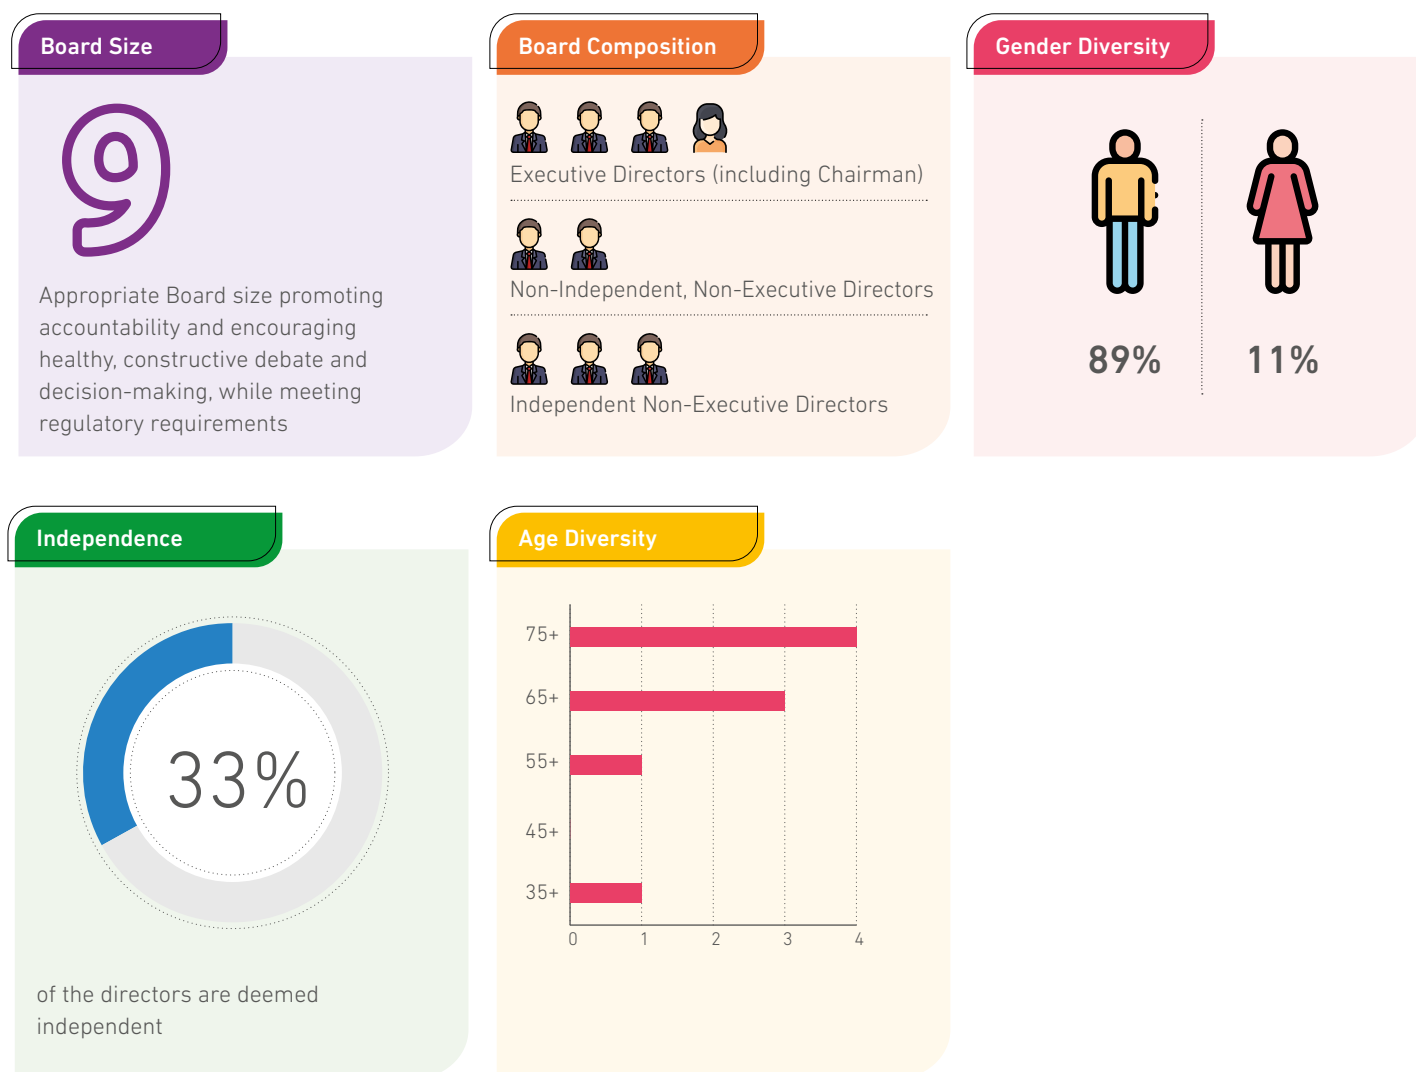 Board Size
9
Appropriate Board size promoting
accountability and encouraging
healthy, constructive debate and
decision-making, while meeting
regulatory requirements
Board Composition
Executive Directors (including Chairman)
Non-Independent, Non-Executive Directors
Independent Non-Executive Directors
Gender Diversity
89%
11%
Independence
33%
of the directors are deemed
independent
Age Diversity
75+
65+
55+
45+
35+
0 1 2 3 4